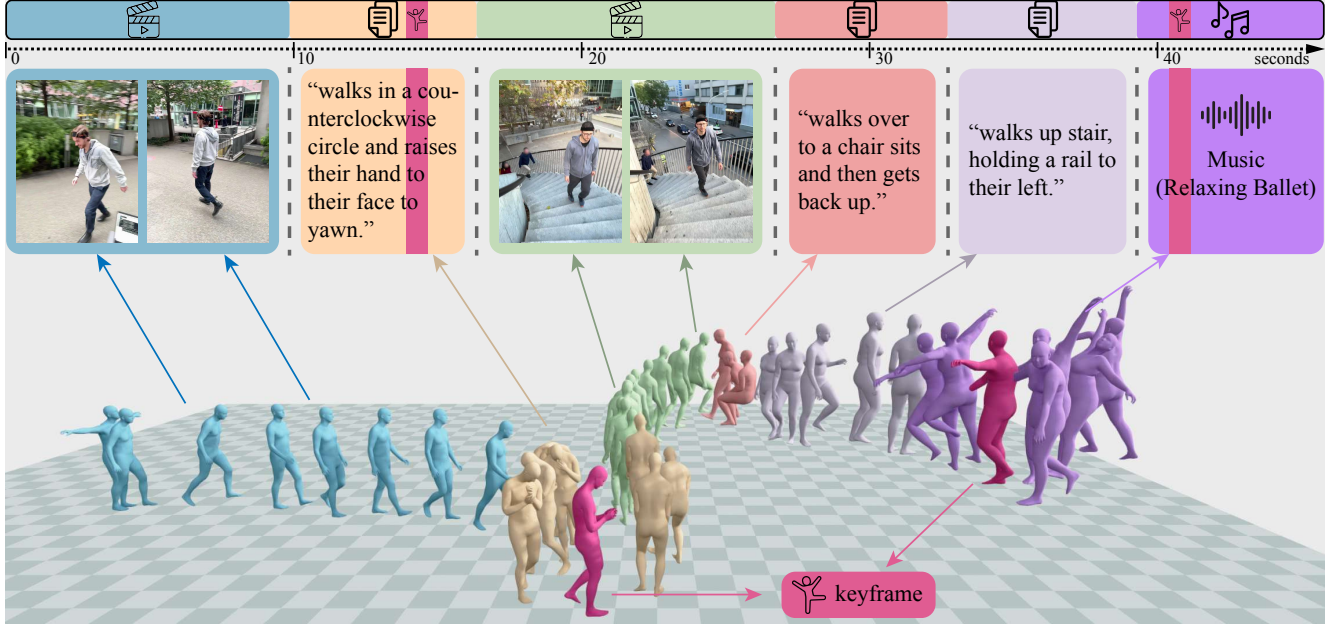 0
10
20
30
40
seconds
“walks in a cou-
nterclockwise
circle and raises
their hand to
their face to
yawn.”
“walks over
to a chair sits
and then gets
back up.”
“walks up stair,
holding a rail to
their left.”
Music
(Relaxing Ballet)
keyframe